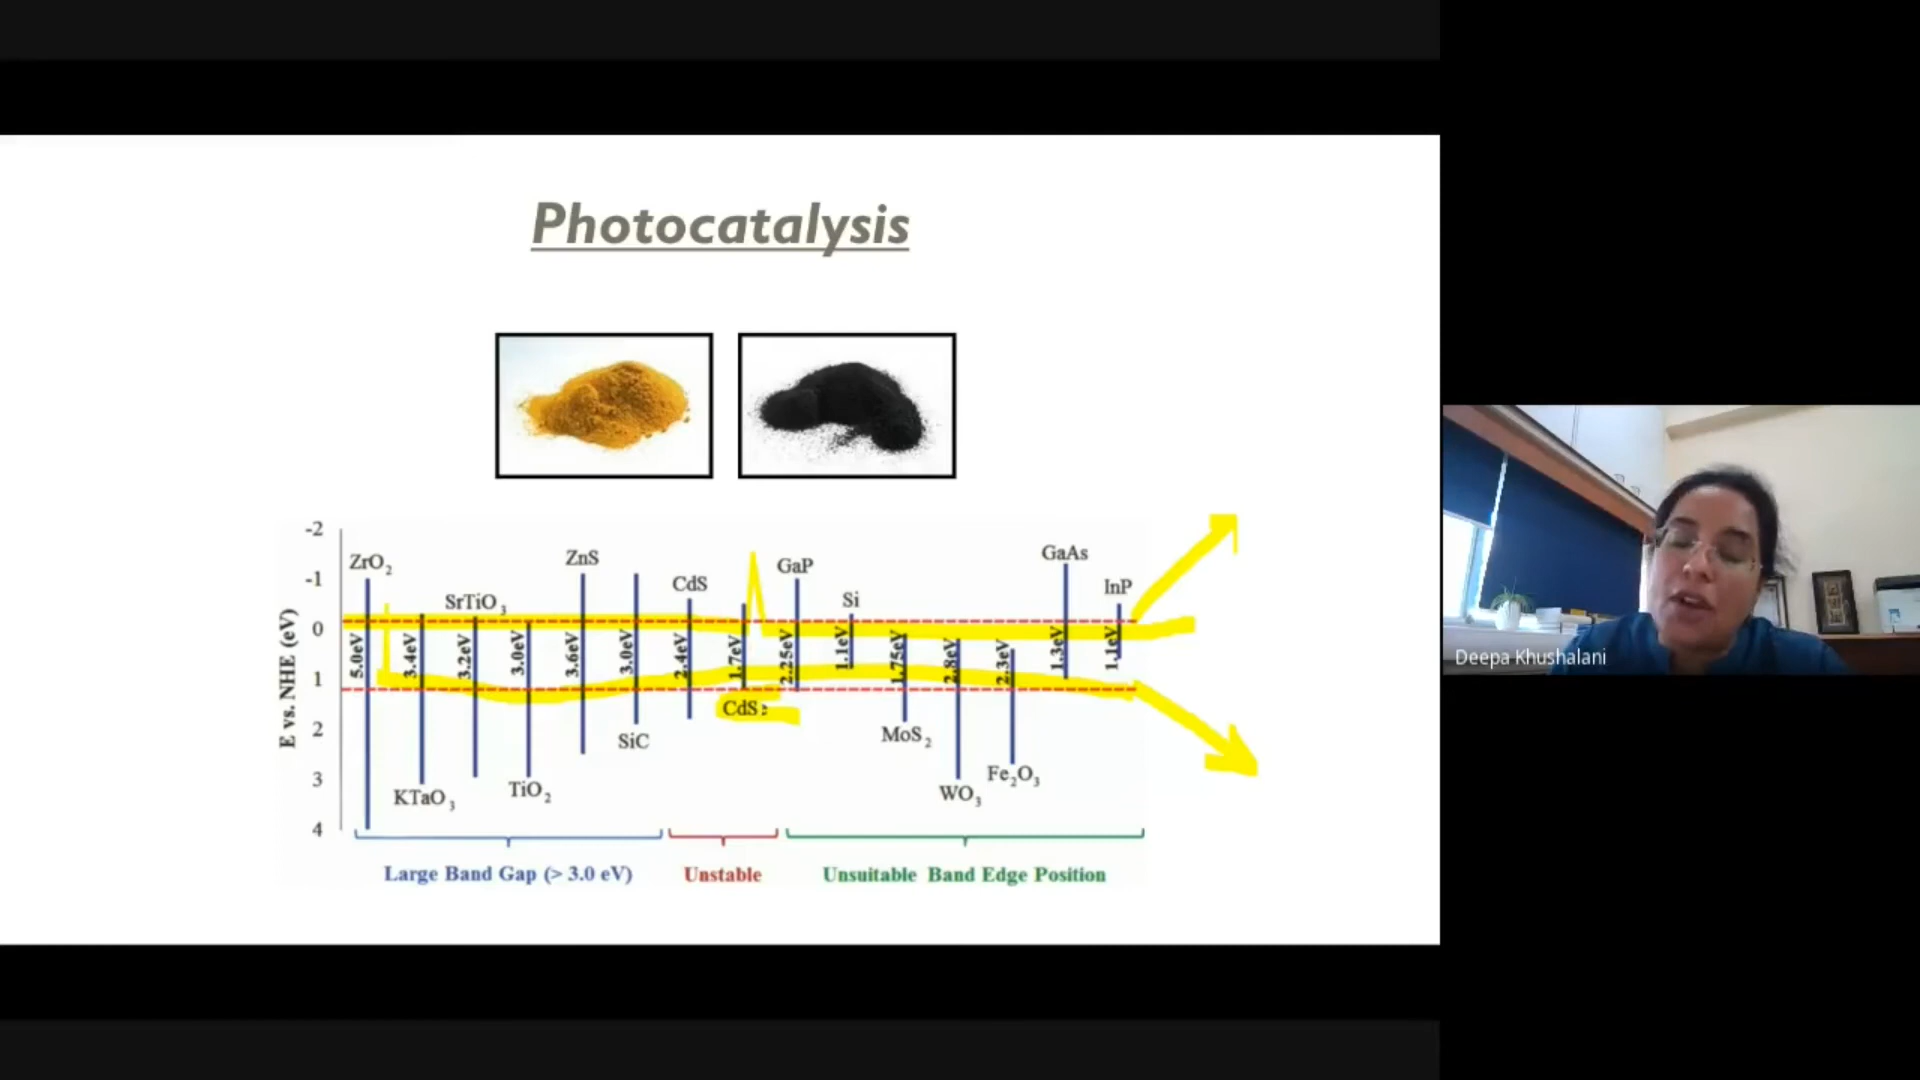 Photocatalysis
-2
-1
0
1
2
3
4
E vs. NHE (eV)
ZrO₂
SrTiO₃
ZnS
CdS
GaP
Si
GaAs
InP
5.0eV
3.4eV
3.2eV
3.0eV
3.6eV
3.0eV
2.4eV
1.7eV
2.25eV
1.1eV
1.75eV
2.8eV
2.3eV
1.3eV
1.1eV
KTaO₃
TiO₂
SiC
MoS₂
WO₃
Fe₂O₃
Large Band Gap (> 3.0 eV)
Unstable
Unsuitable Band Edge Position
Deepa Khushalani